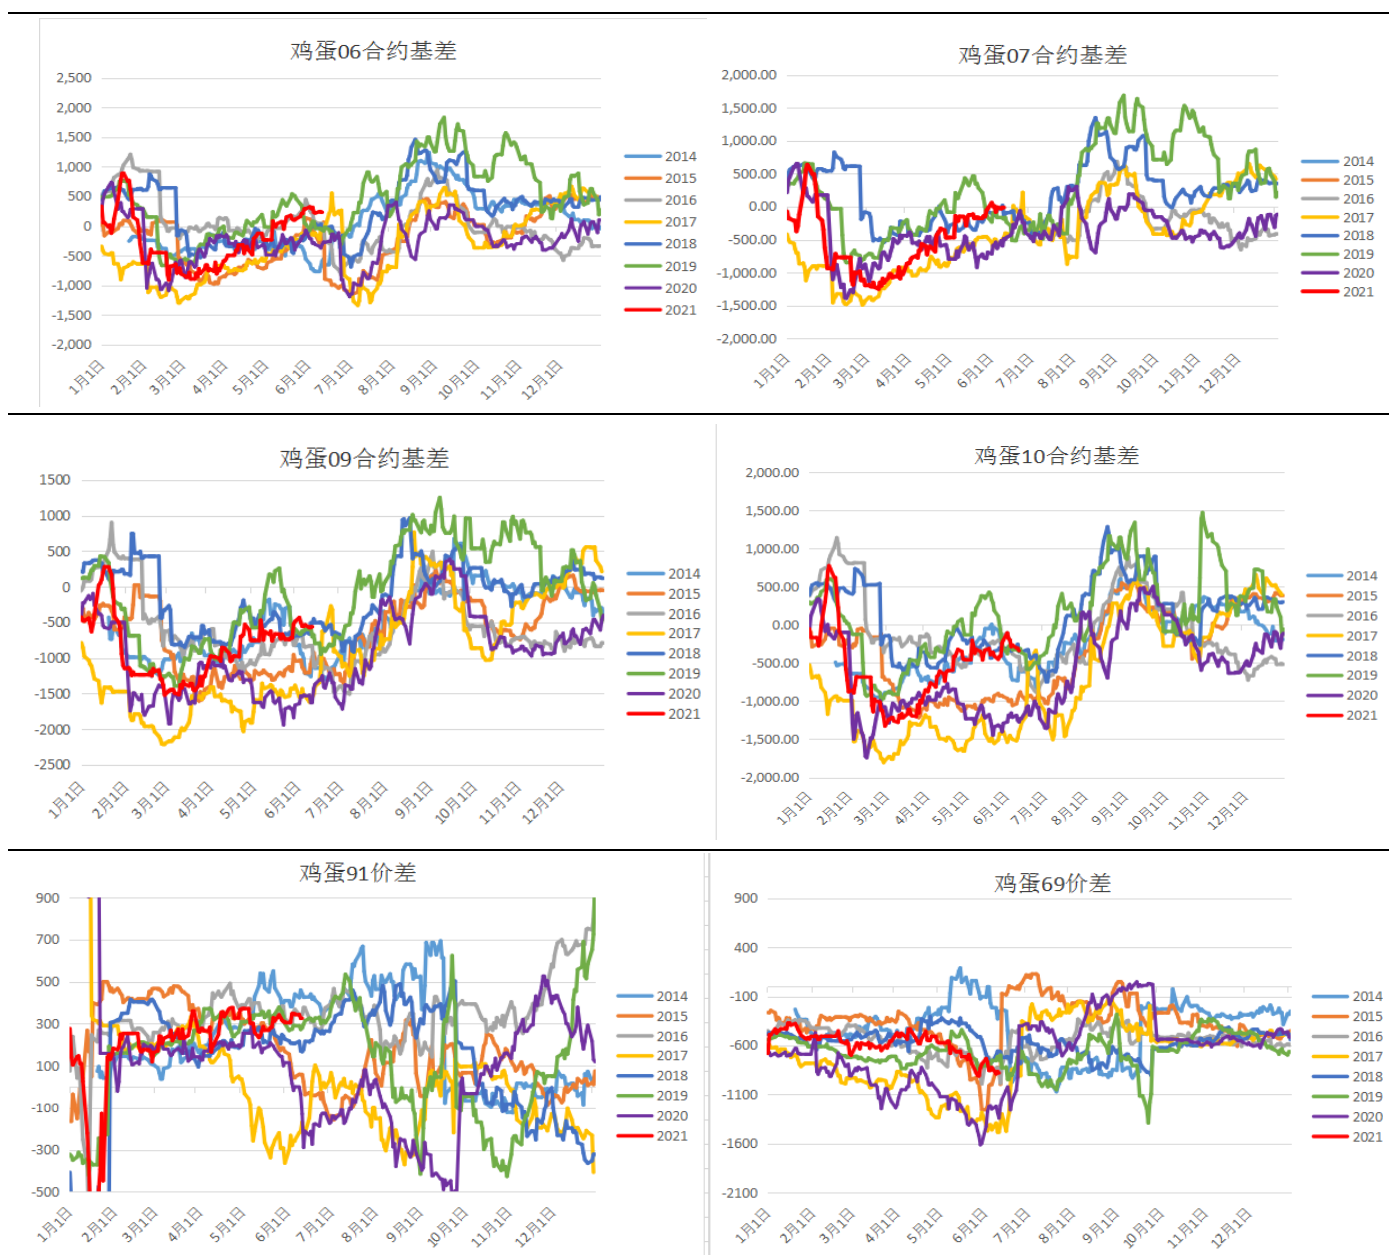 鸡蛋06合约基差
2,500
2,000
1,500
1,000
500
0
-500
-1,000
-1,500
-2,000
1月1日
2月1日
3月1日
4月1日
5月1日
6月1日
7月1日
8月1日
9月1日
10月1日
11月1日
12月1日
2014
2015
2016
2017
2018
2019
2020
2021
鸡蛋07合约基差
2,000.00
1,500.00
1,000.00
500.00
0.00
-500.00
-1,000.00
-1,500.00
-2,000.00
1月1日
2月1日
3月1日
4月1日
5月1日
6月1日
7月1日
8月1日
9月1日
10月1日
11月1日
12月1日
2014
2015
2016
2017
2018
2019
2020
2021
鸡蛋09合约基差
1500
1000
500
0
-500
-1000
-1500
-2000
-2500
1月1日
2月1日
3月1日
4月1日
5月1日
6月1日
7月1日
8月1日
9月1日
10月1日
11月1日
12月1日
2014
2015
2016
2017
2018
2019
2020
2021
鸡蛋10合约基差
2,000.00
1,500.00
1,000.00
500.00
0.00
-500.00
-1,000.00
-1,500.00
-2,000.00
1月1日
2月1日
3月1日
4月1日
5月1日
6月1日
7月1日
8月1日
9月1日
10月1日
11月1日
12月1日
2014
2015
2016
2017
2018
2019
2020
2021
鸡蛋91价差
900
700
500
300
100
-100
-300
-500
1月1日
2月1日
3月1日
4月1日
5月1日
6月1日
7月1日
8月1日
9月1日
10月1日
11月1日
12月1日
2014
2015
2016
2017
2018
2019
2020
2021
鸡蛋69价差
900
400
-100
-600
-1100
-1600
-2100
1月1日
2月1日
3月1日
4月1日
5月1日
6月1日
7月1日
8月1日
9月1日
10月1日
11月1日
12月1日
2014
2015
2016
2017
2018
2019
2020
2021